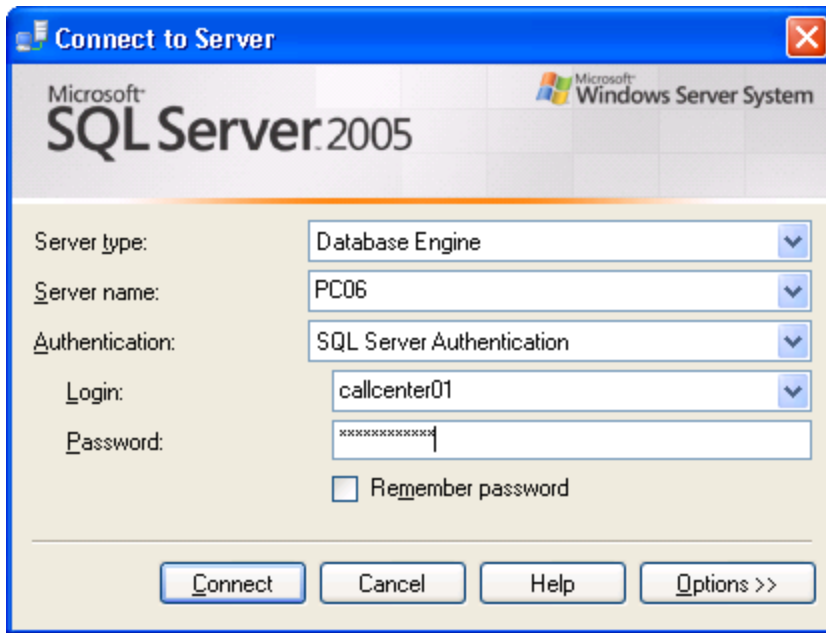 Connect to Server
Microsoft
SQL Server 2005
Microsoft
Windows Server System
Server type: Database Engine
Server name: PC06
Authentication: SQL Server Authentication
Login: callcenter01
Password: ************
Remember password
Connect Cancel Help Options >>